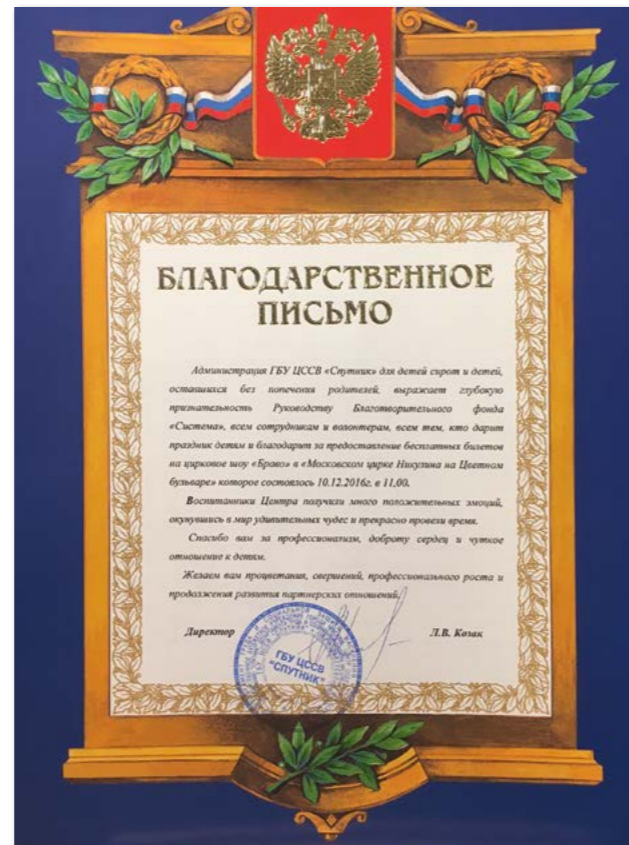 БЛАГОДАРСТВЕННОЕ
ПИСЬМО
Администрация ГБУ ЦССВ «Спутник» для детей сирот и детей,
оставшихся без попечения родителей, выражает глубокую
признательность Руководству Благотворительного фонда
«Система», всем сотрудникам и волонтерам, всем тем, кто дарит
праздник детям и благодарит за предоставление бесплатных билетов
на цирковое шоу «Браво» в «Московском цирке Никулина на Цветном
бульваре» которое состоялось 10.12.2016г. в 11.00.
Воспитанники Центра получили много положительных эмоций,
окунувшись в мир удивительных чудес и прекрасно провели время.
Спасибо вам за профессионализм, доброту сердец и чуткое
отношение к детям.
Желаем вам процветания, свершений, профессионального роста и
продолжения развития партнерских отношений.
Директор Л.В. Козак
ГБУ ЦССВ
"СПУТНИК"